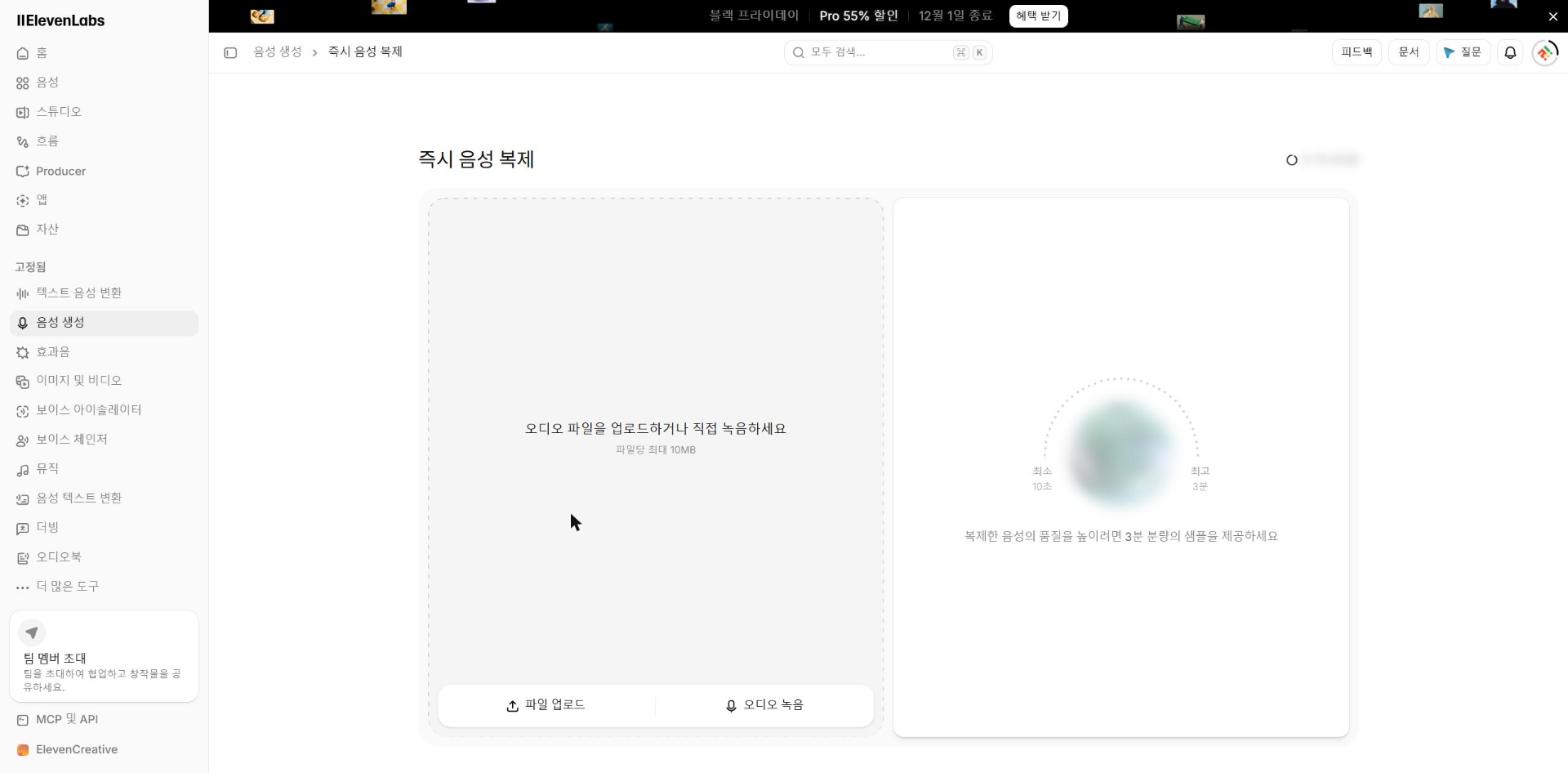 IIElevenLabs
홈
음성
스튜디오
흐름
Producer
앱
자산
고정됨
텍스트 음성 변환
음성 생성
효과음
이미지 및 비디오
보이스 아이솔레이터
보이스 체인저
뮤직
음성 텍스트 변환
더빙
오디오북
더 많은 도구
팀 멤버 초대
팀을 초대하여 협업하고 창작물을 공
유하세요.
MCP 및 API
ElevenCreative
블랙 프라이데이 Pro 55% 할인 12월 1일 종료 혜택 받기
음성 생성 > 즉시 음성 복제
모두 검색... ⌘ K
피드백 문서 질문
즉시 음성 복제
오디오 파일을 업로드하거나 직접 녹음하세요
파일당 최대 10MB
파일 업로드 오디오 녹음
최소 최고
10초 3분
복제한 음성의 품질을 높이려면 3분 분량의 샘플을 제공하세요